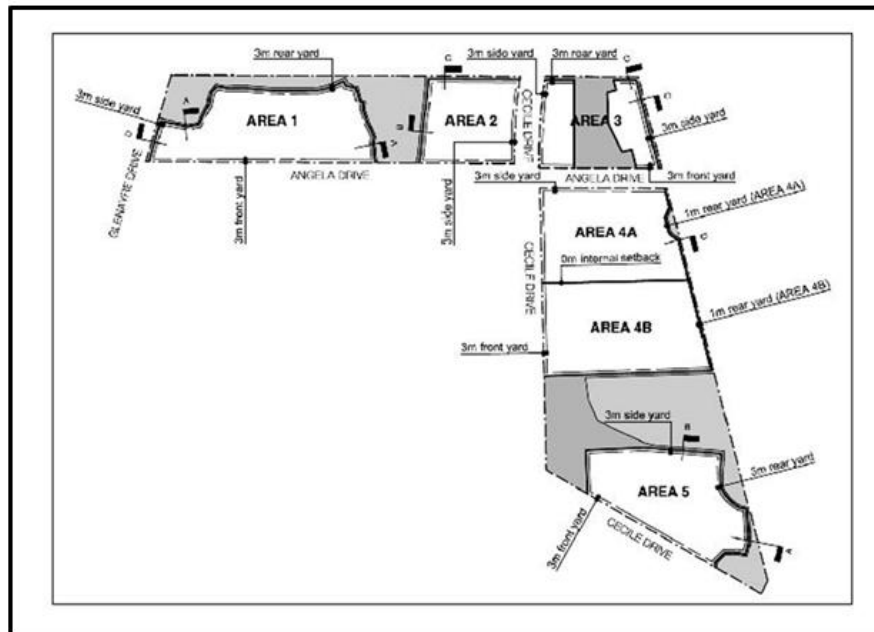 3m rear yard
3m side yard
3m rear yard
C
C
3m side yard
A
AREA 1
B
AREA 2
CECILE DRIVE
AREA 3
D
A
3m side yard
GLENAYRE DRIVE
ANGELA DRIVE
3m front yard
3m side yard
3m side yard
ANGELA DRIVE
3m front yard
AREA 4A
1m rear yard (AREA 4A)
C
0m internal setback
CECILE DRIVE
1m rear yard (AREA 4B)
AREA 4B
3m front yard
3m side yard
B
3m rear yard
AREA 5
3m front yard
CECILE DRIVE
A